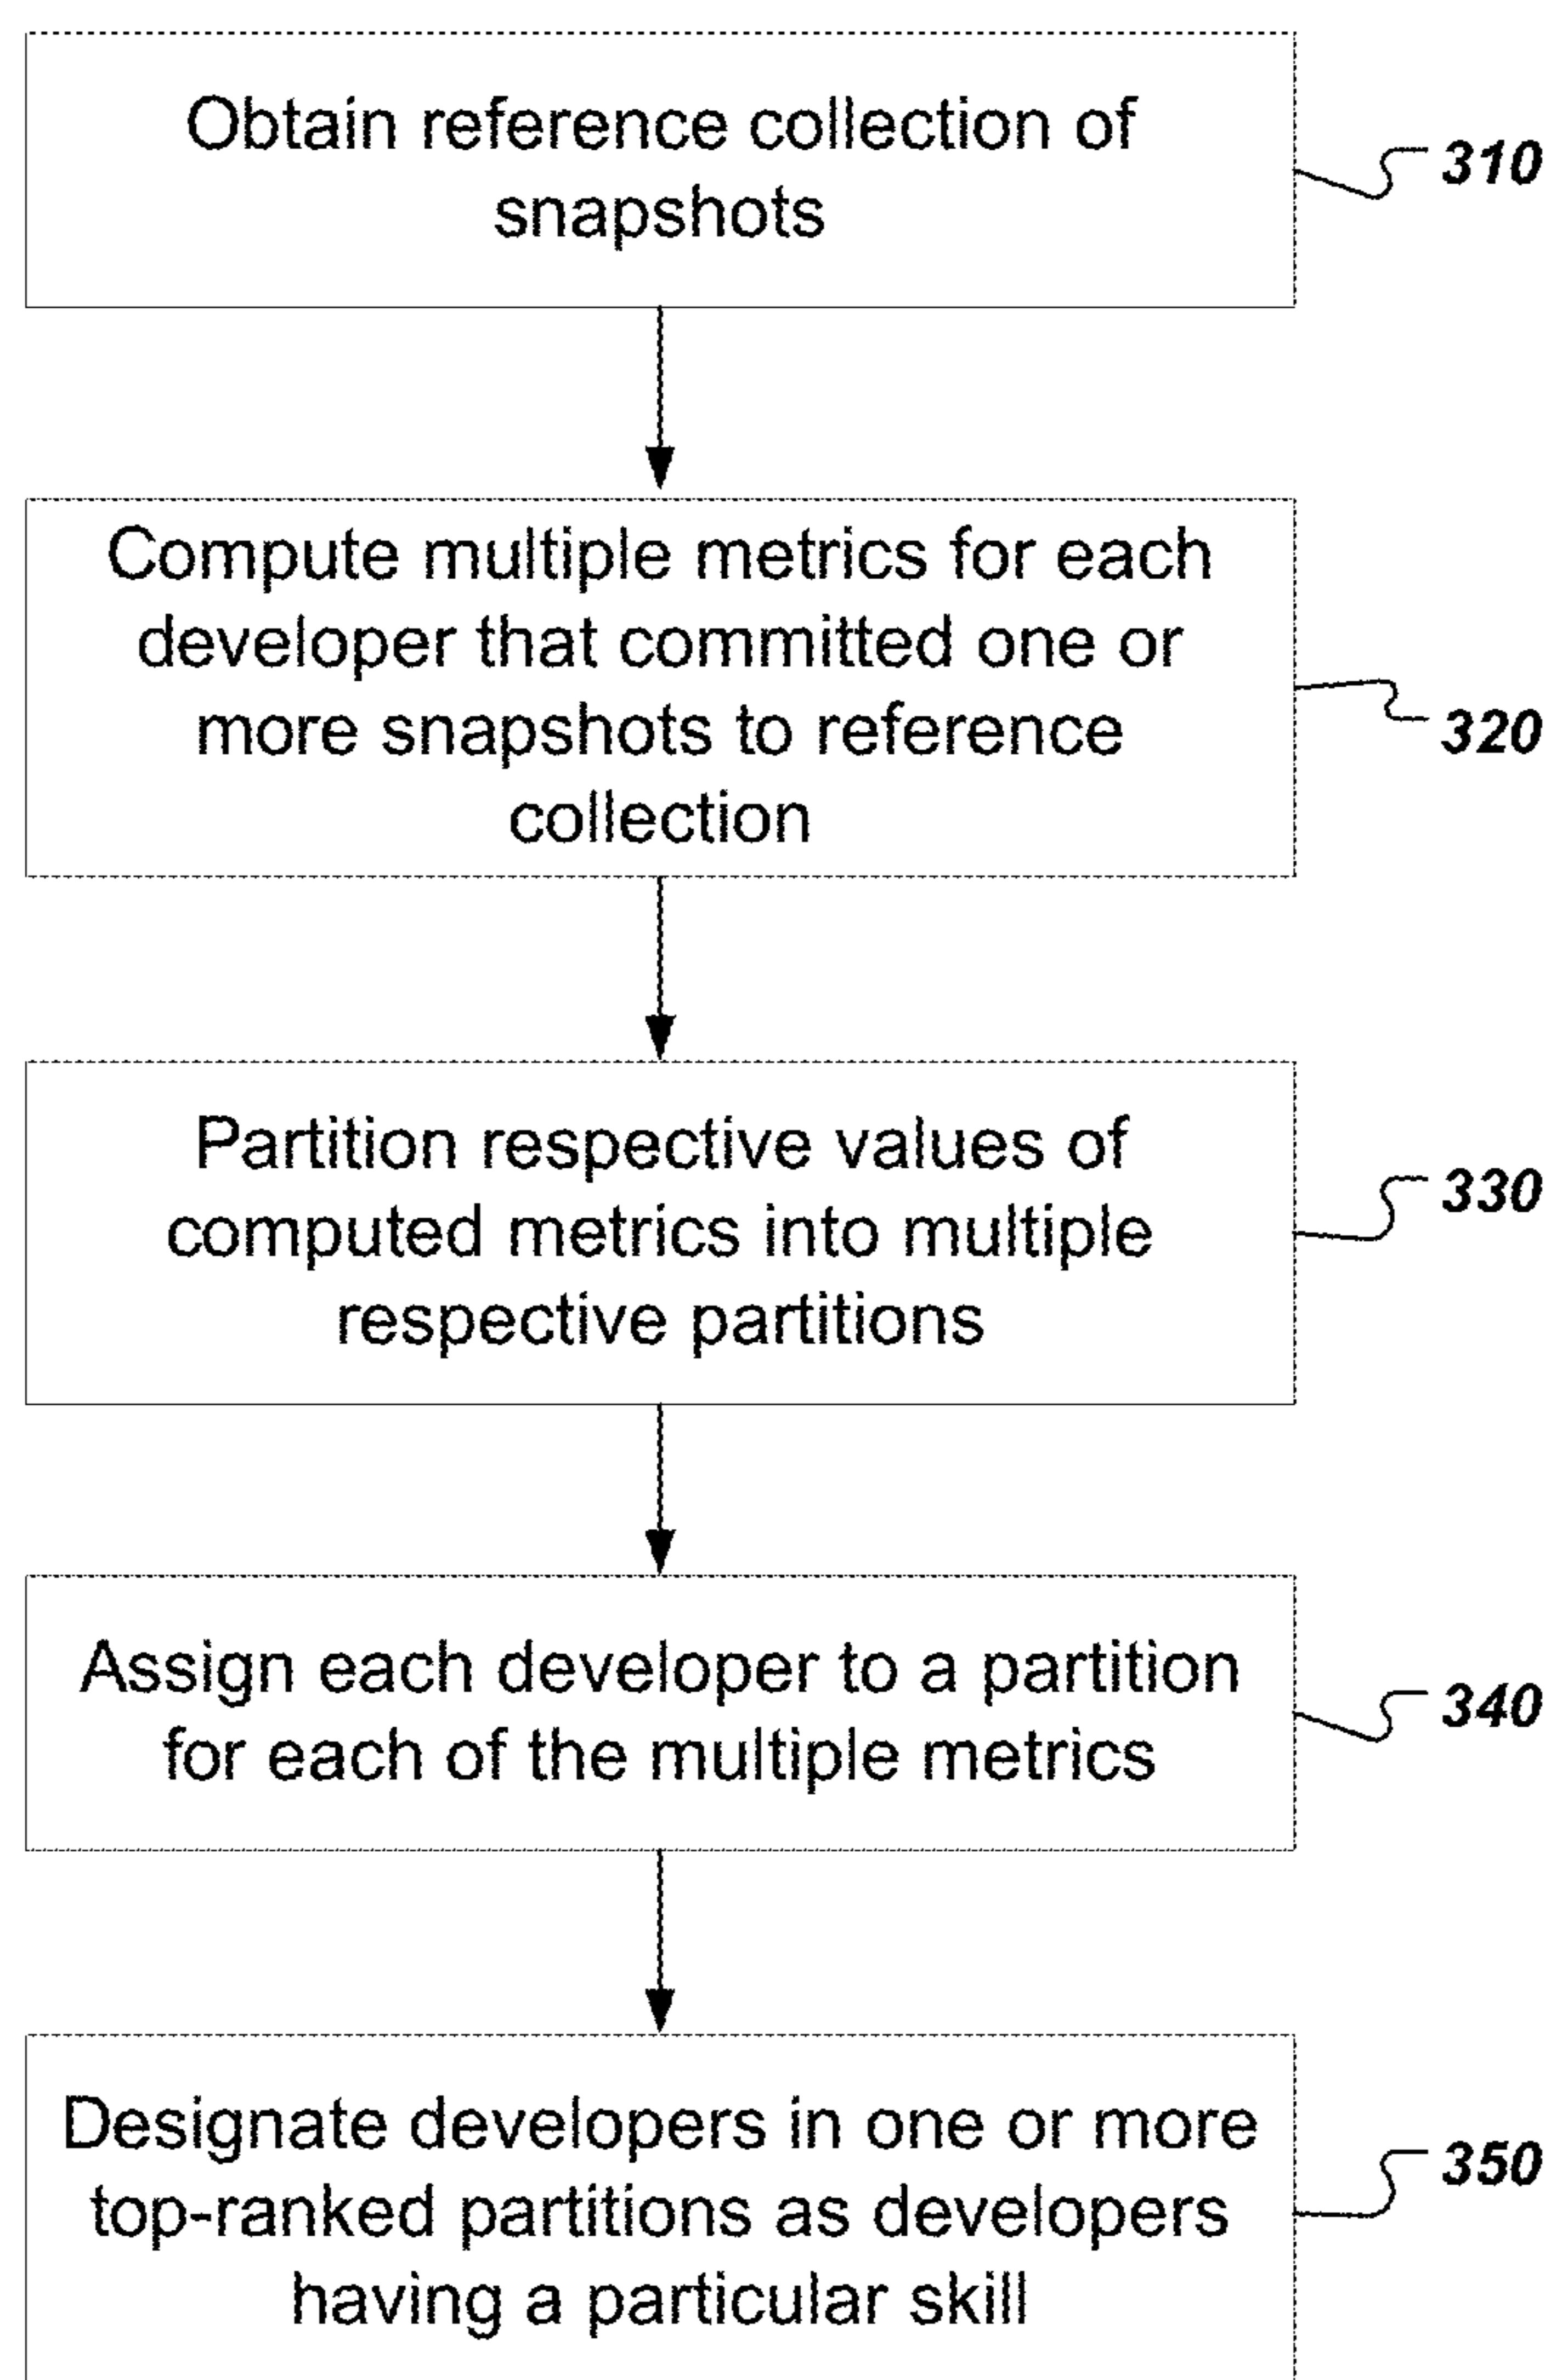 Obtain reference collection of
snapshots
310
Compute multiple metrics for each
developer that committed one or
more snapshots to reference
collection
320
Partition respective values of
computed metrics into multiple
respective partitions
330
Assign each developer to a partition
for each of the multiple metrics
340
Designate developers in one or more
top-ranked partitions as developers
having a particular skill
350